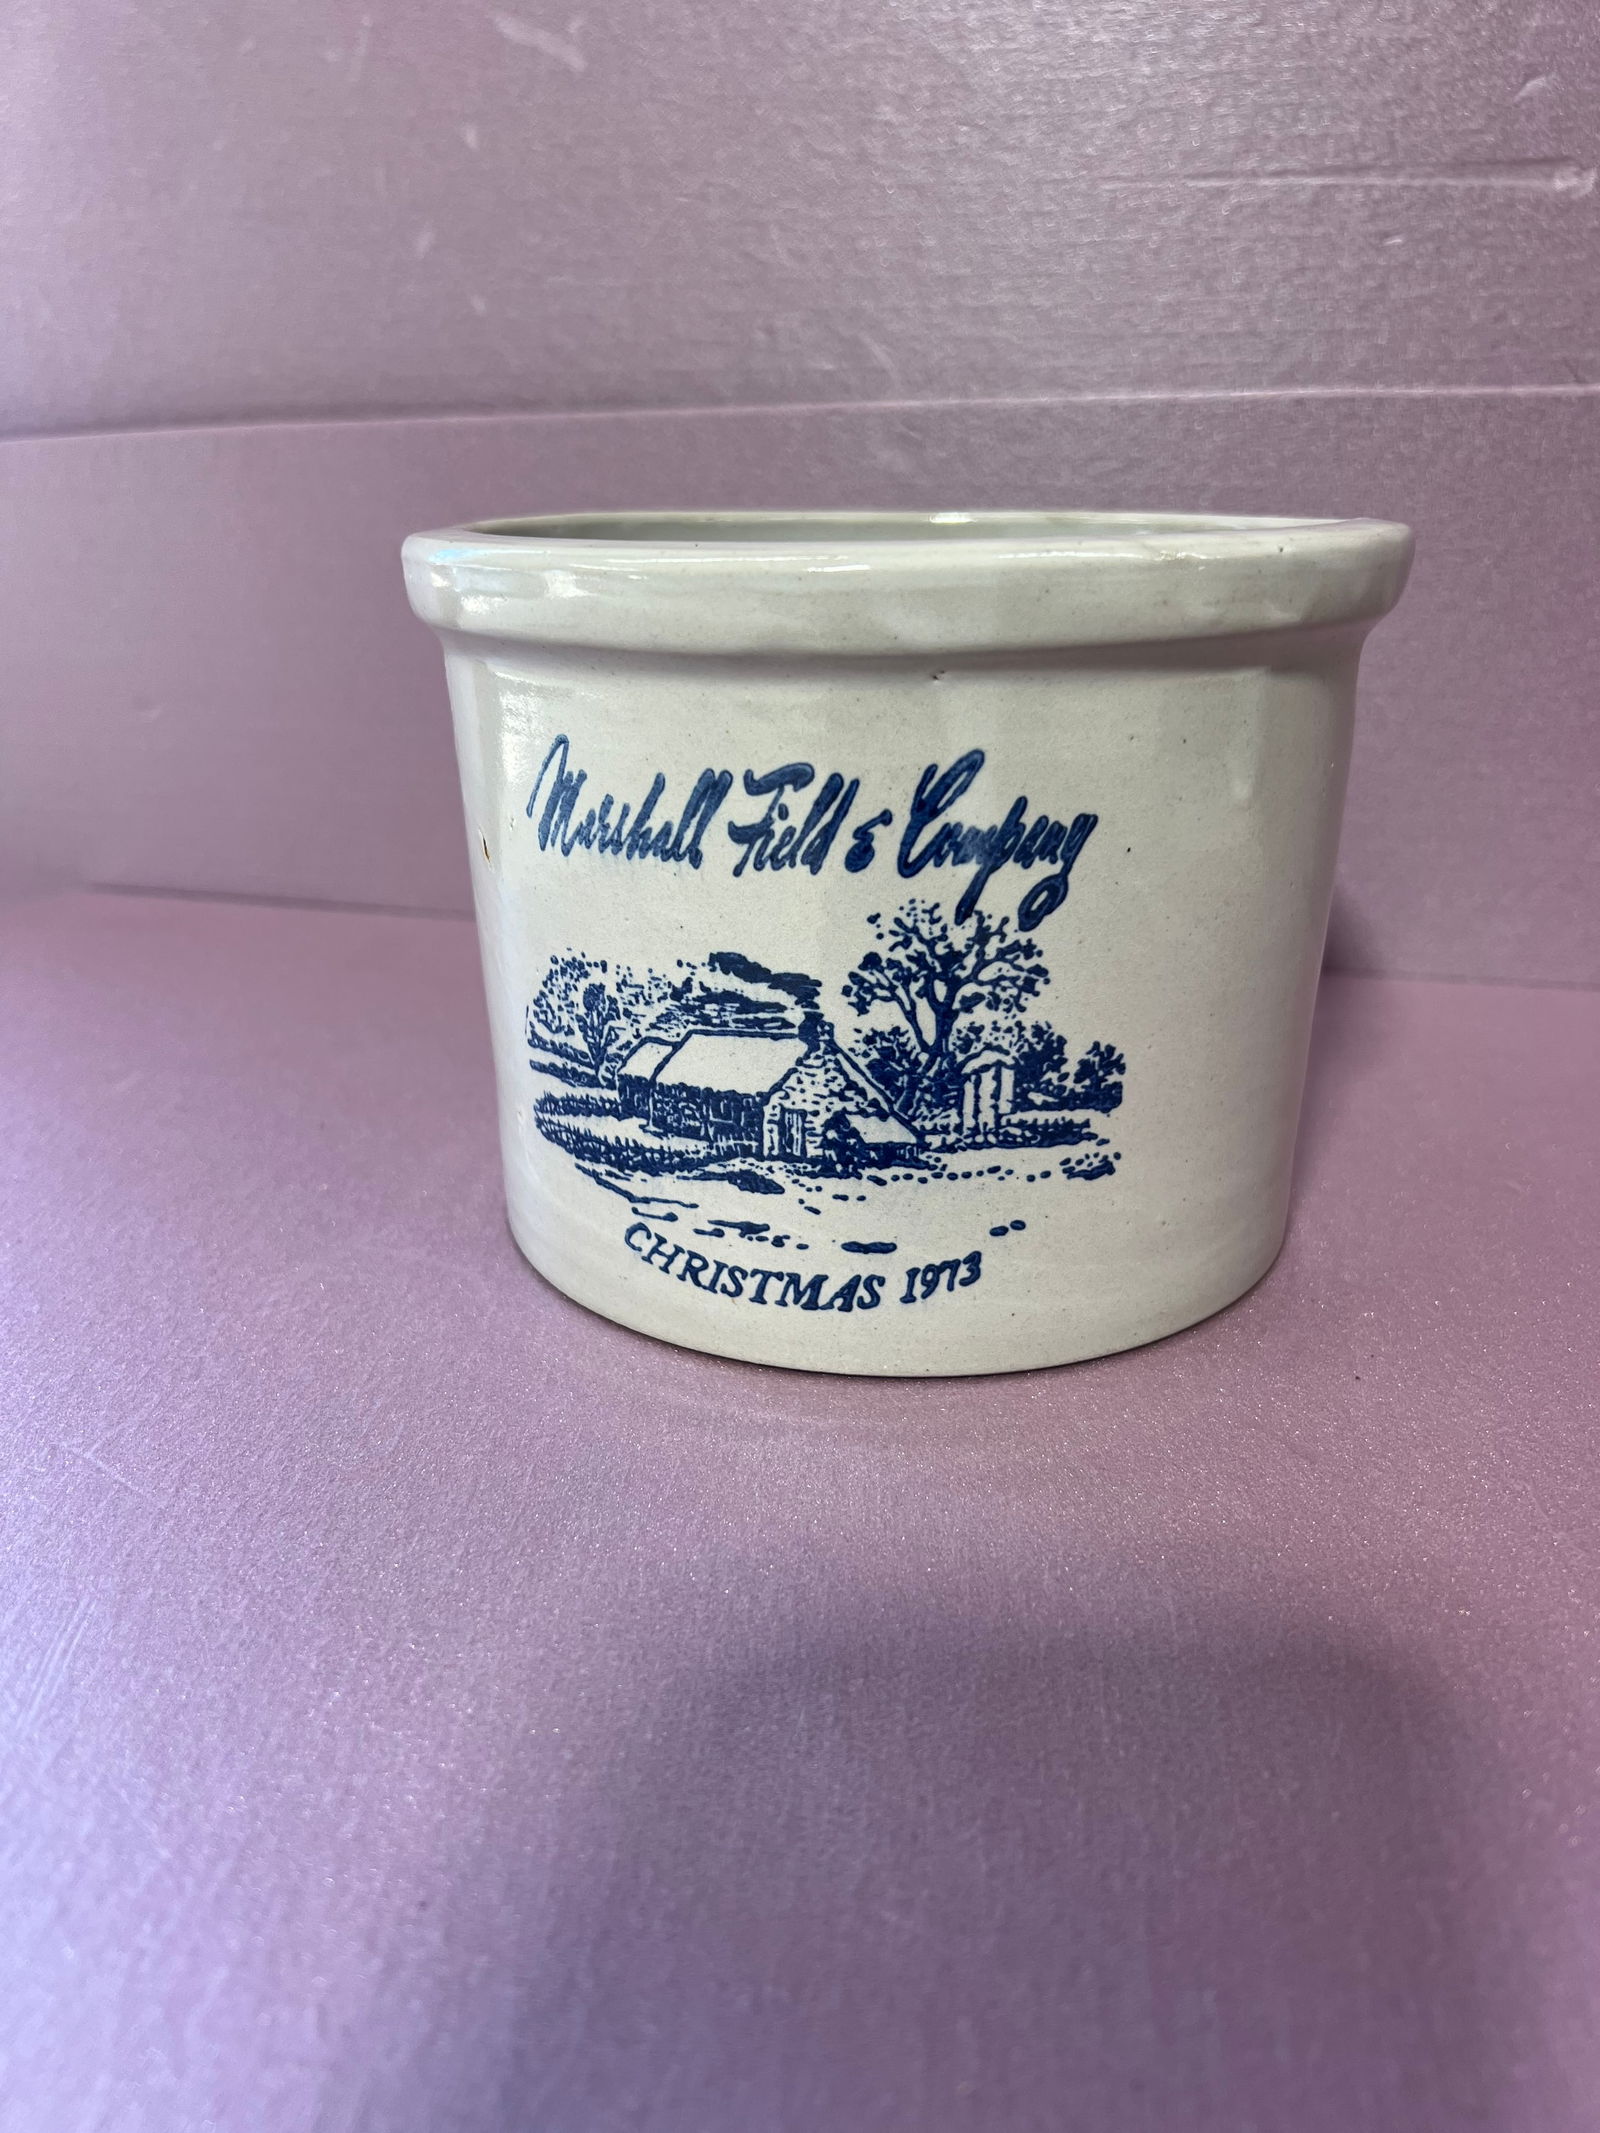 Marshall Field & Company
CHRISTMAS 1973